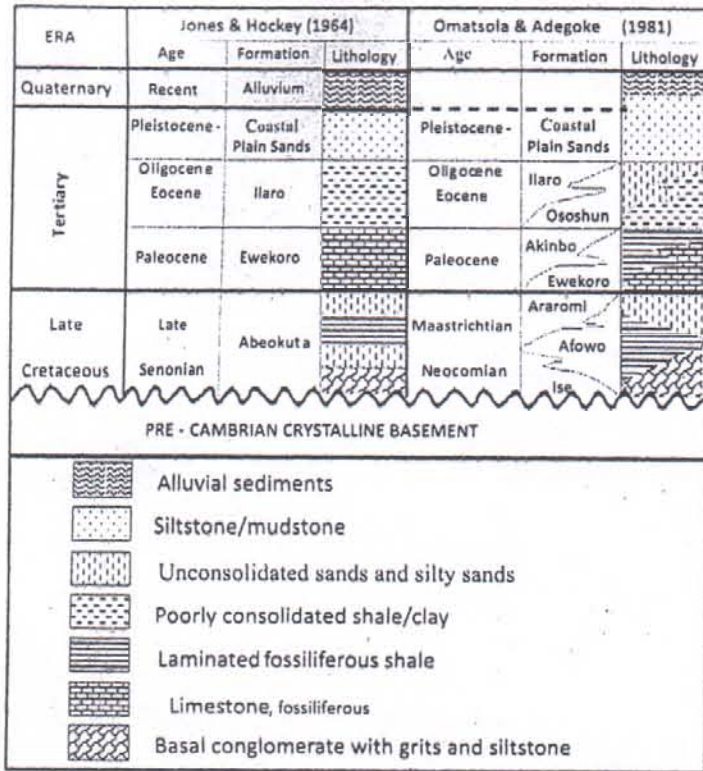 ERA Jones & Hockey (1964) Omatsola & Adegoke (1981)
Age Formation Lithology Age Formation Lithology
Quaternary Recent Alluvium
Tertiary
Pleistocene- Coastal Plain Sands Pleistocene- Coastal Plain Sands
Oligocene Oligocene Ilaro
Eocene Ilaro Eocene
Ososhun
Akinbo
Paleocene Ewekoro Paleocene
Ewekoro
Araromi
Late Late Maastrichtian
Abeokuta Afowo
Cretaceous Senonian Neocomian
Ise
PRE - CAMBRIAN CRYSTALLINE BASEMENT
Alluvial sediments
Siltstone/mudstone
Unconsolidated sands and silty sands
Poorly consolidated shale/clay
Laminated fossiliferous shale
Limestone, fossiliferous
Basal conglomerate with grits and siltstone